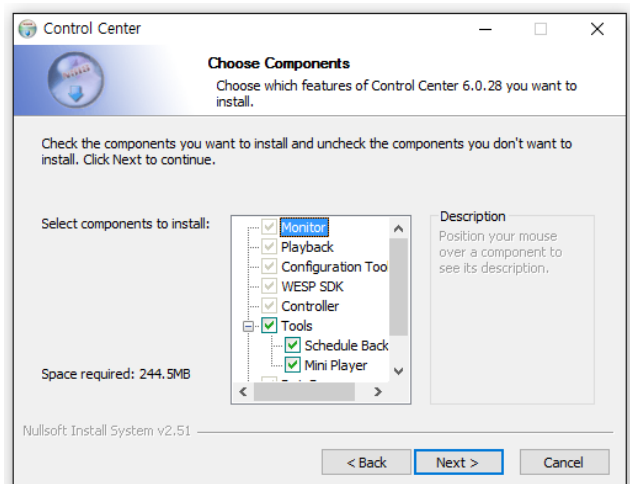 Control Center
Choose Components
Choose which features of Control Center 6.0.28 you want to
install.
Check the components you want to install and uncheck the components you don't want to
install. Click Next to continue.
Select components to install:
Monitor
Playback
Configuration Too
WESP SDK
Controller
Tools
Schedule Back
Mini Player
Description
Position your mouse
over a component to
see its description.
Space required: 244.5MB
Nullsoft Install System v2.51
< Back
Next >
Cancel